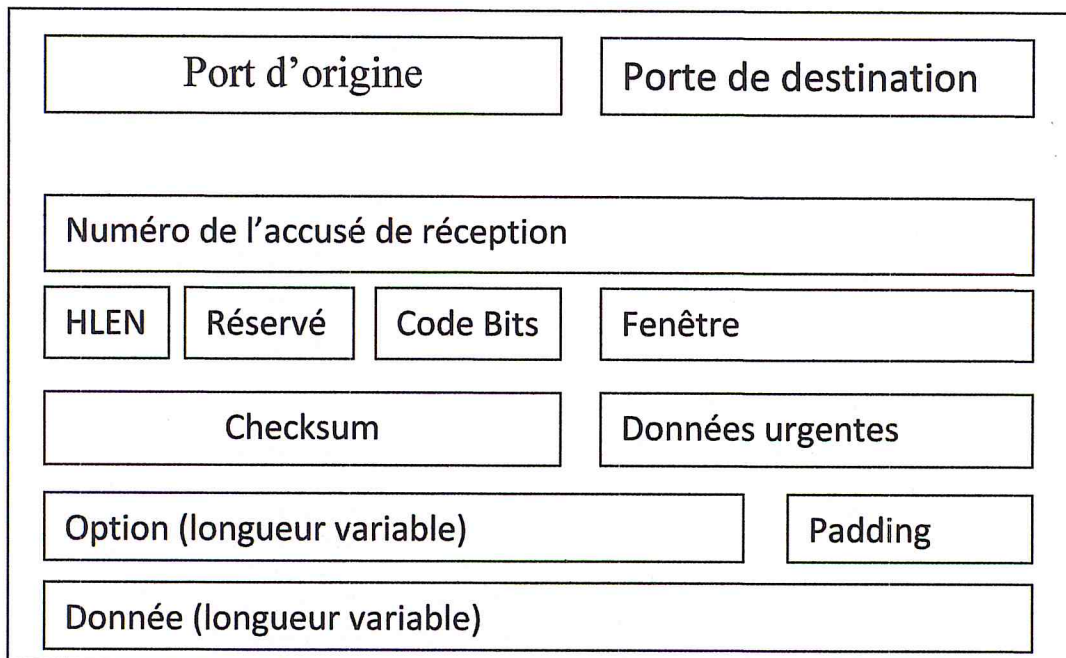 Port d'origine Porte de destination
Numéro de l'accusé de réception
HLEN Réservé Code Bits Fenêtre
Checksum Données urgentes
Option (longueur variable) Padding
Donnée (longueur variable)